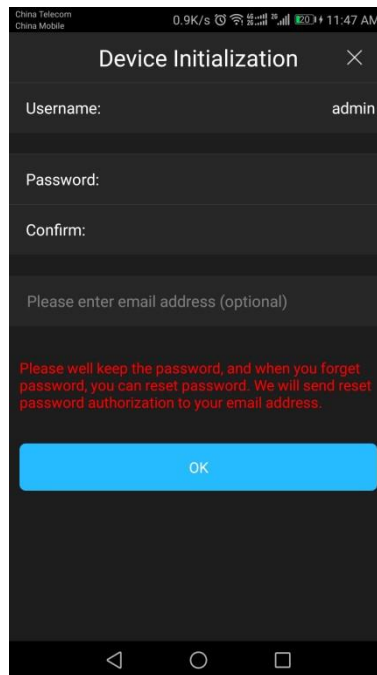 China Telecom
China Mobile
0.9K/s 20 11:47 AM
Device Initialization
Username: admin
Password:
Confirm:
Please enter email address (optional)
Please well keep the password, and when you forget
password, you can reset password. We will send reset
password authorization to your email address.
OK